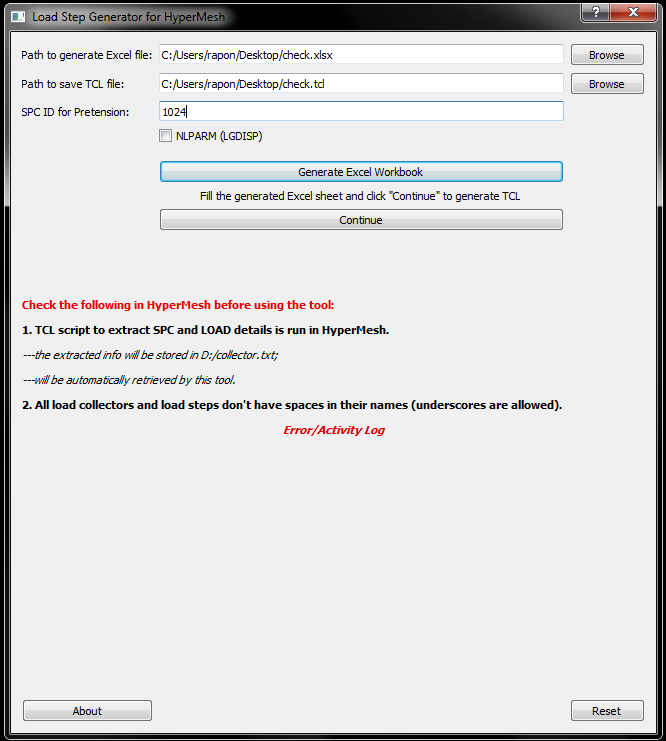 Load Step Generator for HyperMesh
Path to generate Excel file: C:/Users/rapon/Desktop/check.xlsx Browse
Path to save TCL file: C:/Users/rapon/Desktop/check.tcl Browse
SPC ID for Pretension: 1024
NLPARM (LGDISP)
Generate Excel Workbook
Fill the generated Excel sheet and click "Continue" to generate TCL
Continue
Check the following in HyperMesh before using the tool:
1. TCL script to extract SPC and LOAD details is run in HyperMesh.
---the extracted info will be stored in D:/collector.txt;
---will be automatically retrieved by this tool.
2. All load collectors and load steps don't have spaces in their names (underscores are allowed).
Error/Activity Log
About Reset